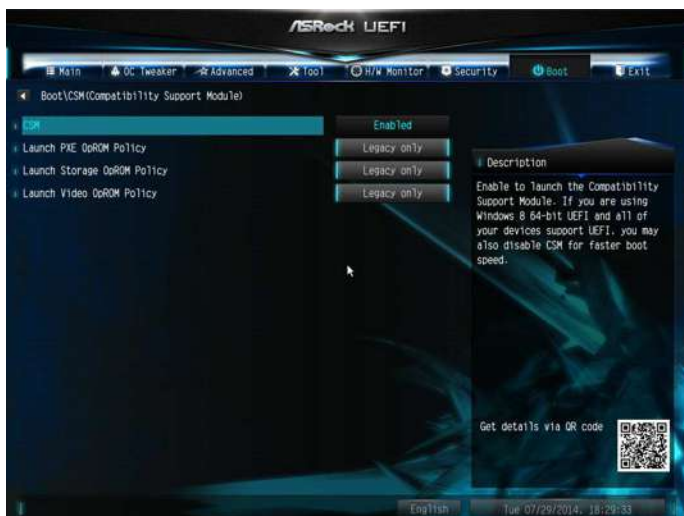 ASRock UEFI
Main OC Tweaker Advanced Tool H/W Monitor Security Boot Exit
Boot\CSM(Compatibility Support Module)
CSM Enabled
Launch PXE OpROM Policy Legacy only
Launch Storage OpROM Policy Legacy only
Launch Video OpROM Policy Legacy only
Description
Enable to launch the Compatibility
Support Module. If you are using
Windows 8 64-bit UEFI and all of
your devices support UEFI, you may
also disable CSM for faster boot
speed.
Get details via QR code
English Tue 07/29/2014, 18:29:33